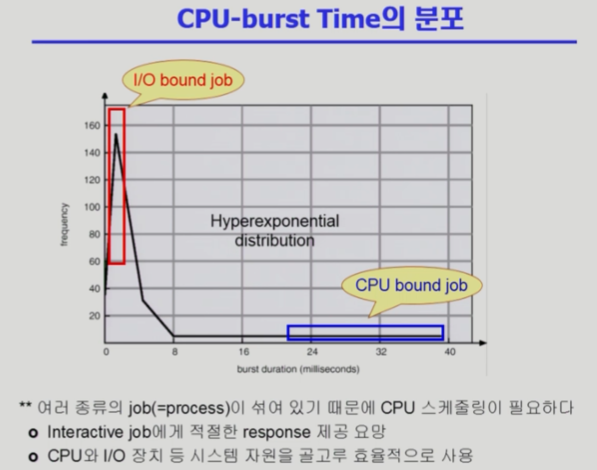 CPU-burst Time의 분포
I/O bound job
160
140
120
100
80
60
40
20
frequency
Hyperexponential
distribution
CPU bound job
0 8 16 24 32 40
burst duration (milliseconds)
** 여러 종류의 job(=process)이 섞여 있기 때문에 CPU 스케줄링이 필요하다
o Interactive job에게 적절한 response 제공 요망
o CPU와 I/O 장치 등 시스템 자원을 골고루 효율적으로 사용